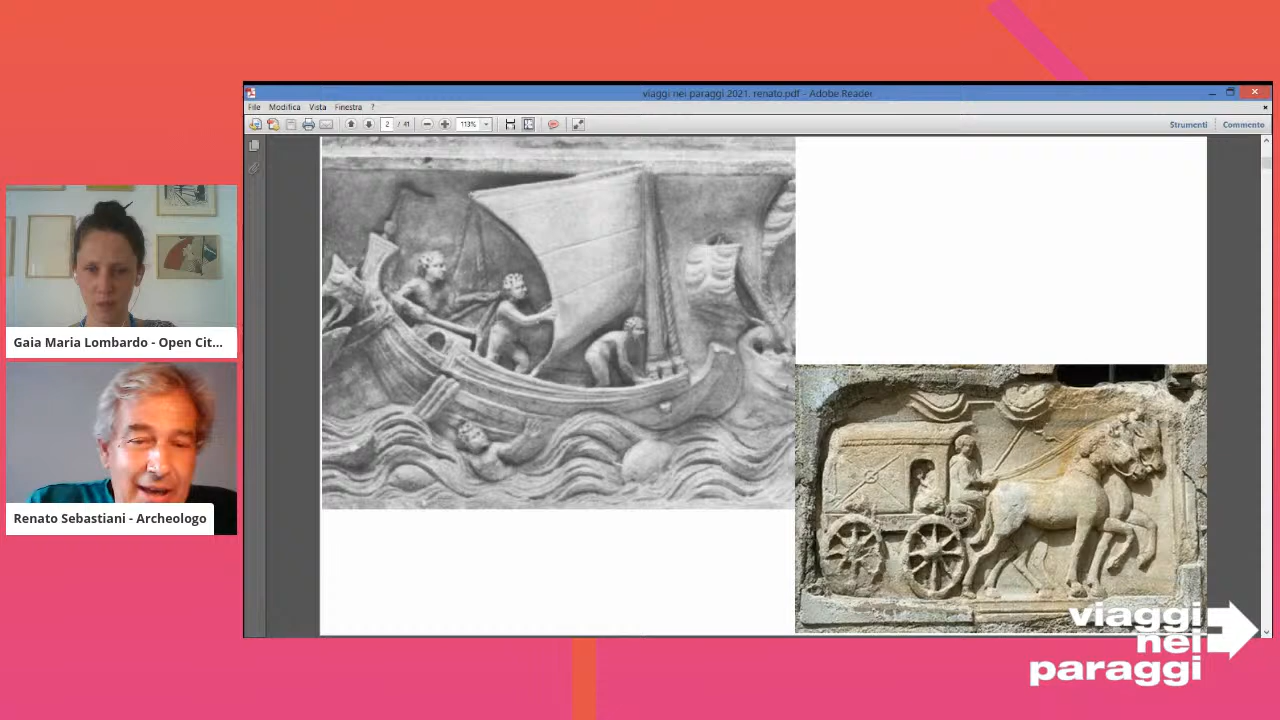 viaggi nei paraggi 2021. renato.pdf - Adobe Reader
File Modifica Vista Finestra ?
2 / 41 113% Strumenti Commento
Gaia Maria Lombardo - Open Cit...
Renato Sebastiani - Archeologo
viaggi
nei
paraggi